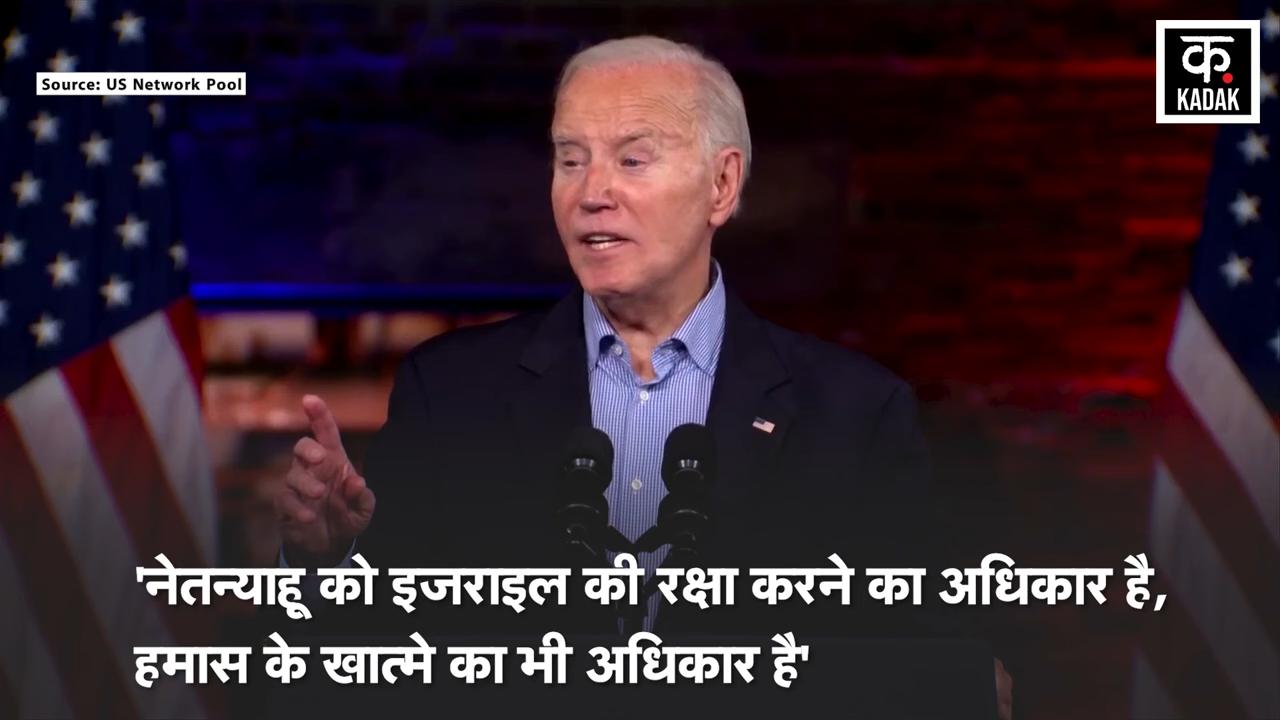 Source: US Network Pool
क.
KADAK
'नेतन्याहू को इजराइल की रक्षा करने का अधिकार है,
हमास के खात्मे का भी अधिकार है'